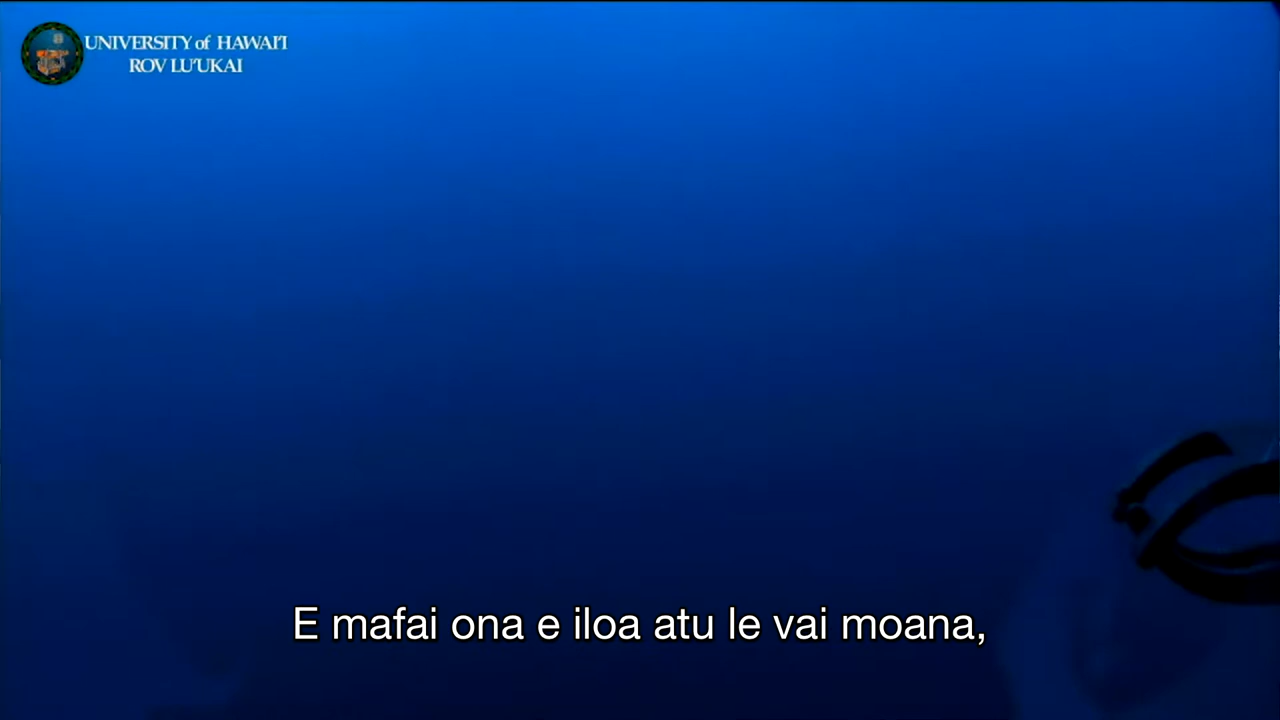 UNIVERSITY of HAWAI'I
ROV LU'UKAI
E mafai ona e iloa atu le vai moana,